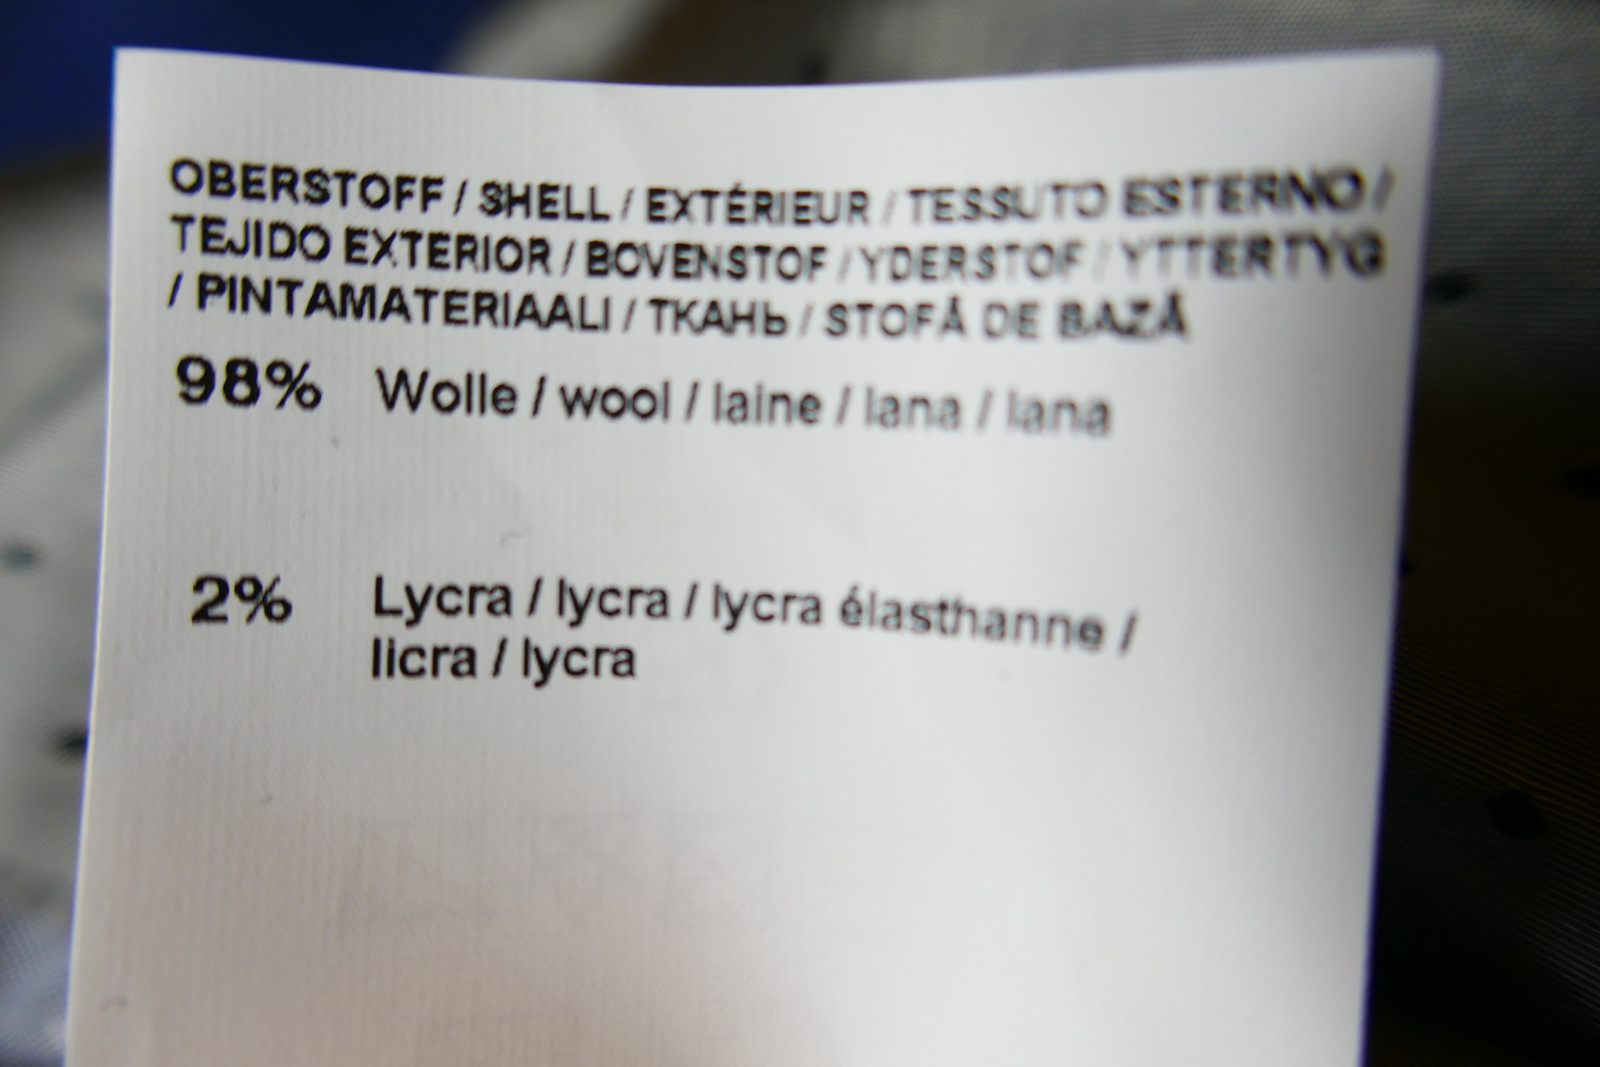 OBERSTOFF / SHELL / EXTÉRIEUR / TESSUTO ESTERNO /
TEJIDO EXTERIOR / BOVENSTOF / YDERSTOF / YTTERTYG
/ PINTAMATERIAALI / ТКАНЬ / STOFĂ DE BAZĂ
98% Wolle / wool / laine / lana / lana
2% Lycra / lycra / lycra élasthanne /
licra / lycra